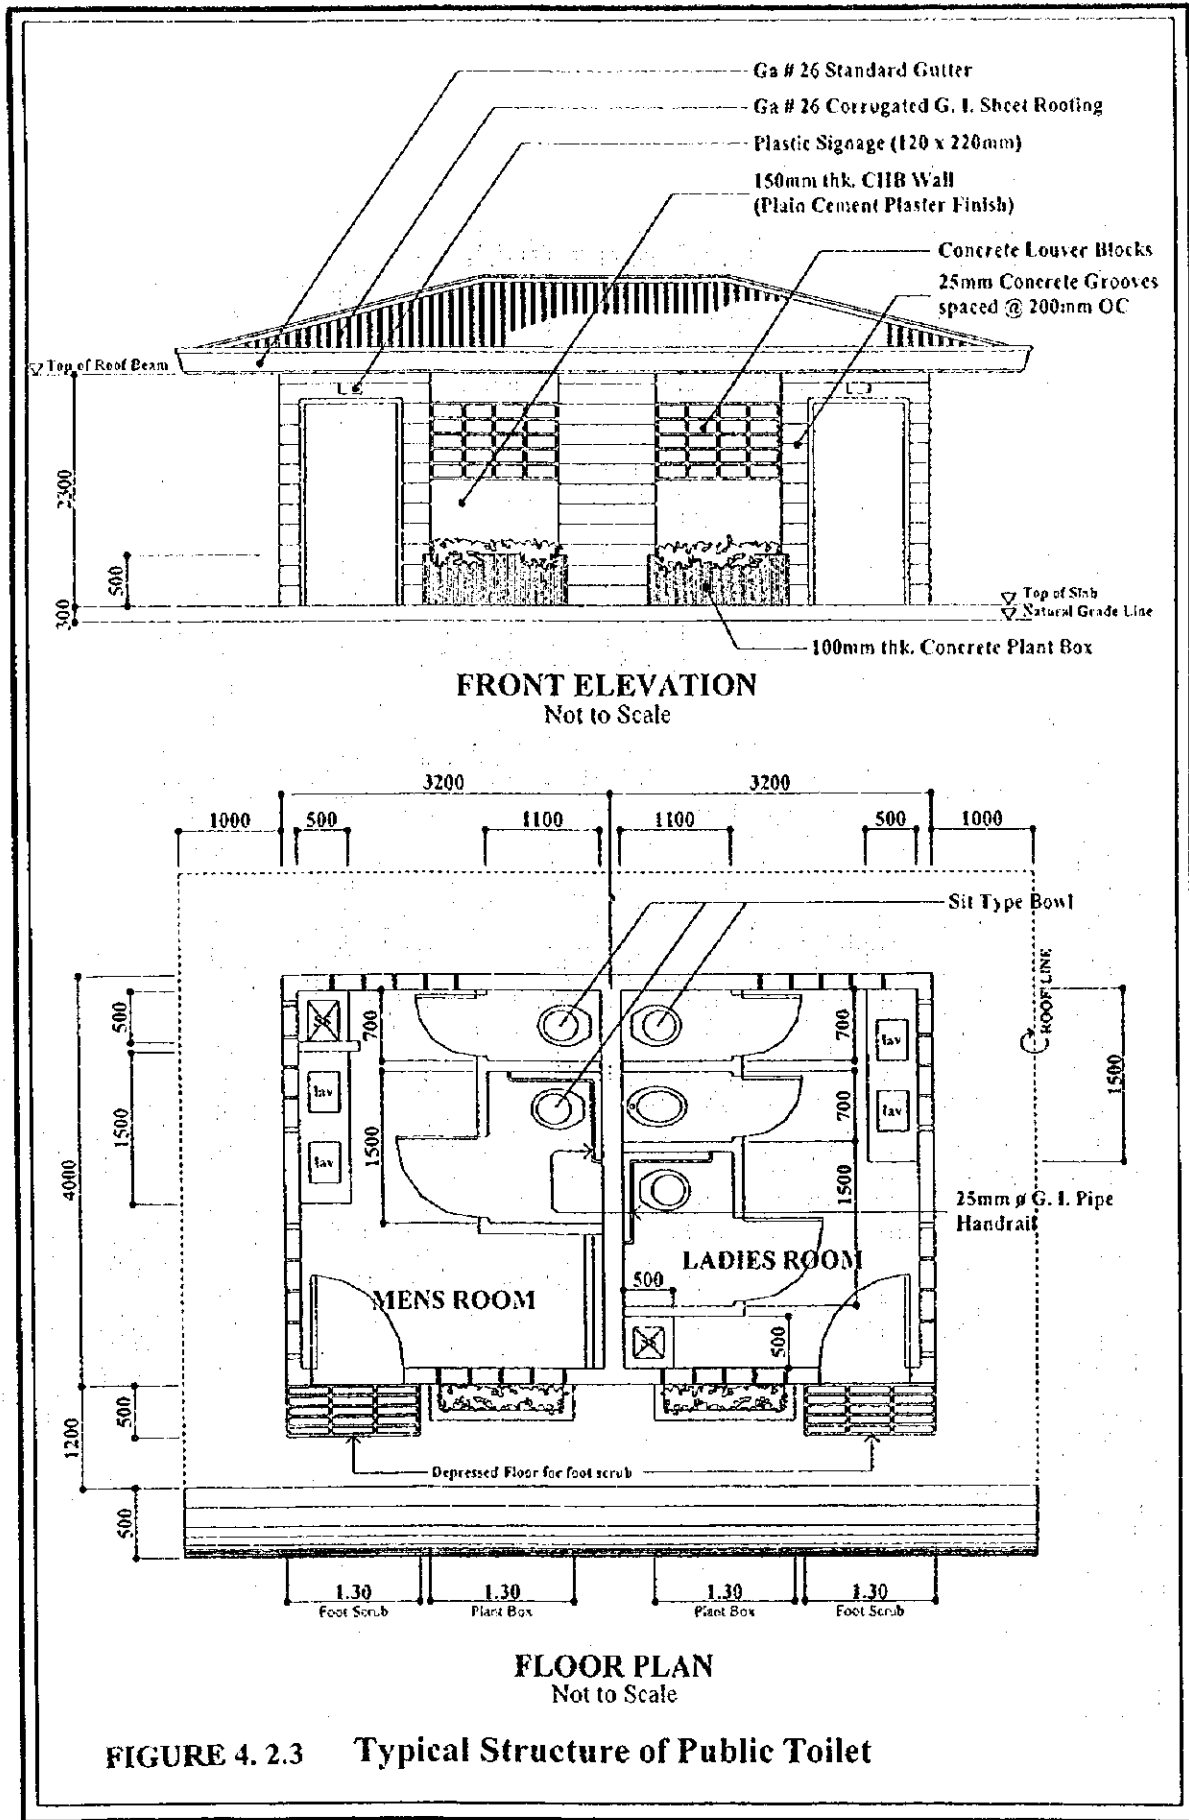 Ga # 26 Standard Gutter
Ga # 26 Corrugated G. I. Sheet Roofing
Plastic Signage (120 x 220mm)
150mm thk. CHB Wall
(Plain Cement Plaster Finish)
Concrete Louver Blocks
25mm Concrete Grooves
spaced @ 200mm OC
Top of Roof Beam
2300
500
300
Top of Slab
Natural Grade Line
100mm thk. Concrete Plant Box
FRONT ELEVATION
Not to Scale
3200
3200
1000
500
1100
1100
500
1000
Sit Type Bowl
ROOF LINE
500
700
700
lav
1500
lav
700
lav
1500
1500
lav
4000
1500
25mm ø G. I. Pipe
Handrail
LADIES ROOM
500
MENS ROOM
500
500
1200
Depressed Floor for foot scrub
500
1.30
1.30
1.30
1.30
Foot Scrub
Plant Box
Plant Box
Foot Scrub
FLOOR PLAN
Not to Scale
FIGURE 4. 2.3 Typical Structure of Public Toilet